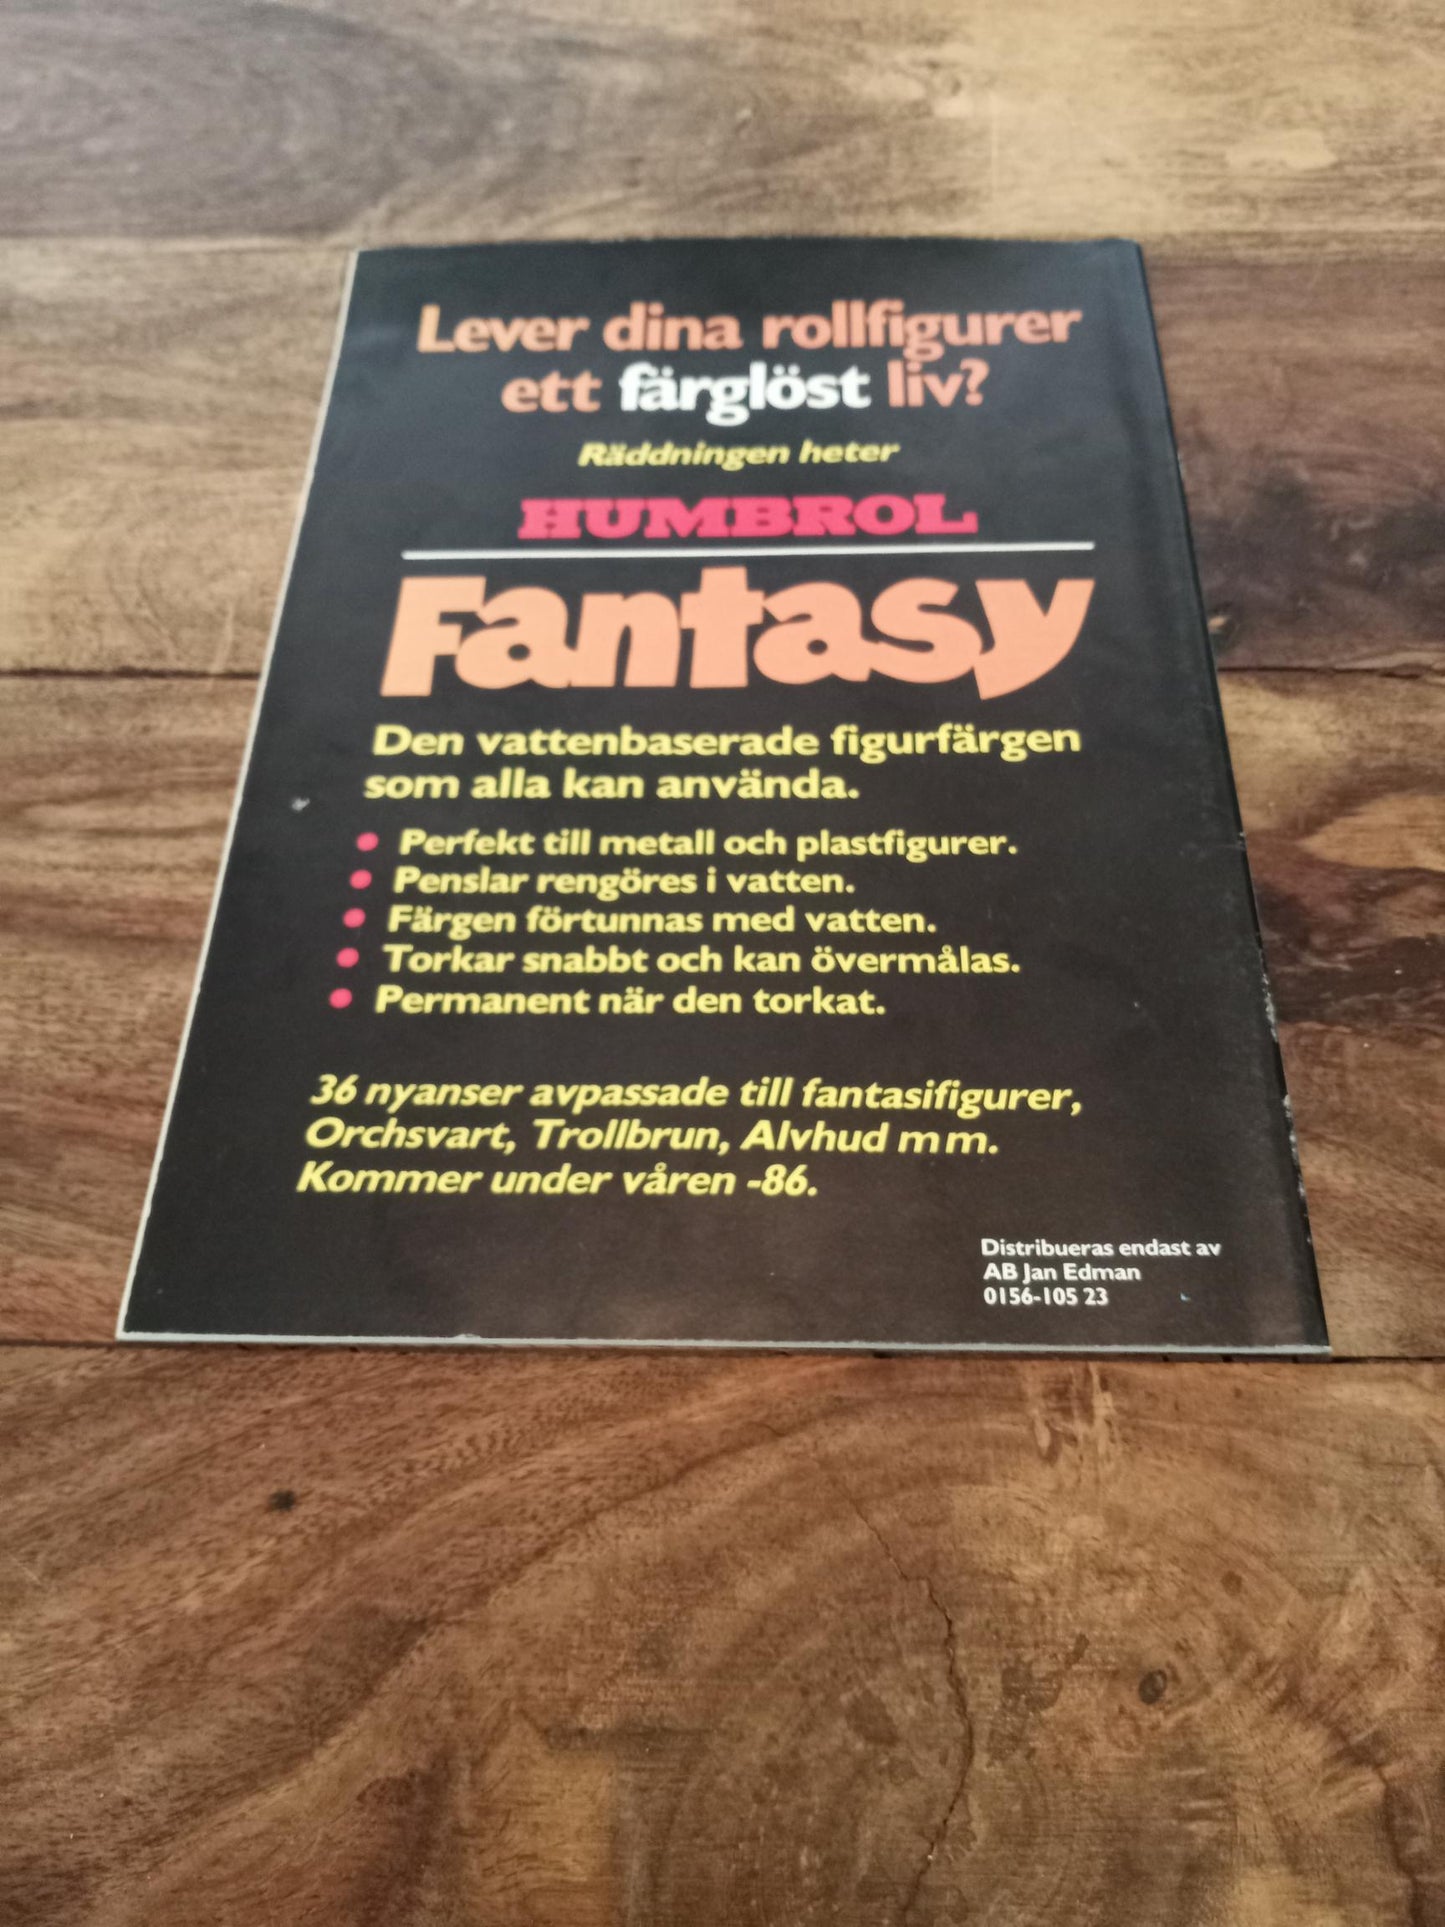 Lever dina rollfigurer
ett färglöst liv?
Räddningen heter
HUMBROL
Fantasy
Den vattenbaserade figurfärgen
som alla kan använda.
• Perfekt till metall och plastfigurer.
• Penslar rengöres i vatten.
• Färgen förtunnas med vatten.
• Torkar snabbt och kan övermålas.
• Permanent när den torkat.
36 nyanser avpassade till fantasifigurer,
Orchsvart, Trollbrun, Alvhud m m.
Kommer under våren -86.
Distribueras endast av
AB Jan Edman
0156-105 23